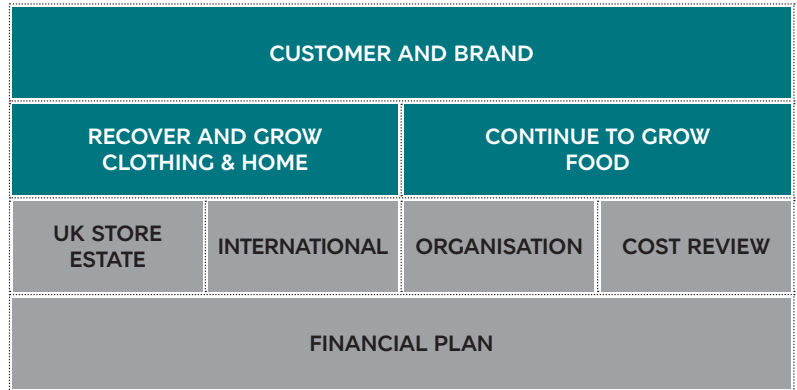 CUSTOMER AND BRAND
RECOVER AND GROW
CLOTHING & HOME
CONTINUE TO GROW
FOOD
UK STORE
ESTATE
INTERNATIONAL
ORGANISATION
COST REVIEW
FINANCIAL PLAN